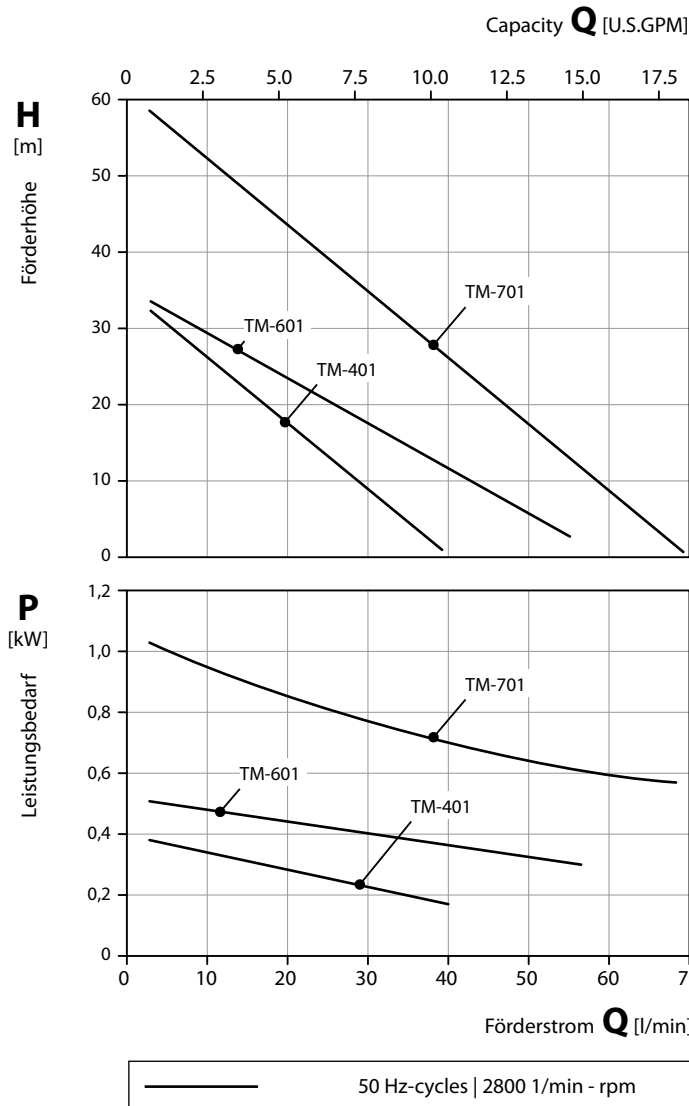 Capacity Q [U.S.GPM]
0 2.5 5.0 7.5 10.0 12.5 15.0 17.5
H
[m]
Förderhöhe
60
50
40
30
20
10
0
TM-701
TM-601
TM-401
P
[kW]
Leistungsbedarf
1,2
1,0
0,8
0,6
0,4
0,2
0
TM-701
TM-601
TM-401
0 10 20 30 40 50 60 7
Förderstrom Q [l/min]
50 Hz-cycles | 2800 1/min - rpm